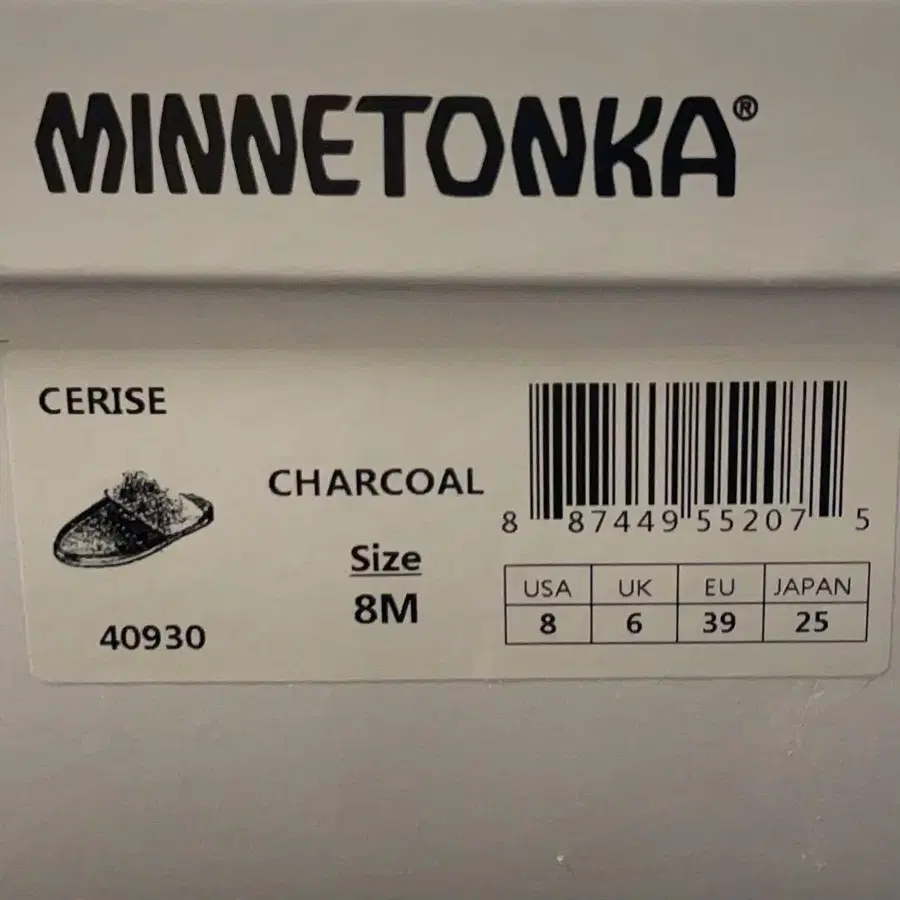 MINNETONKA®
CERISE
CHARCOAL
Size
8M
40930
8 87449 55207 5
USA UK EU JAPAN
8 6 39 25